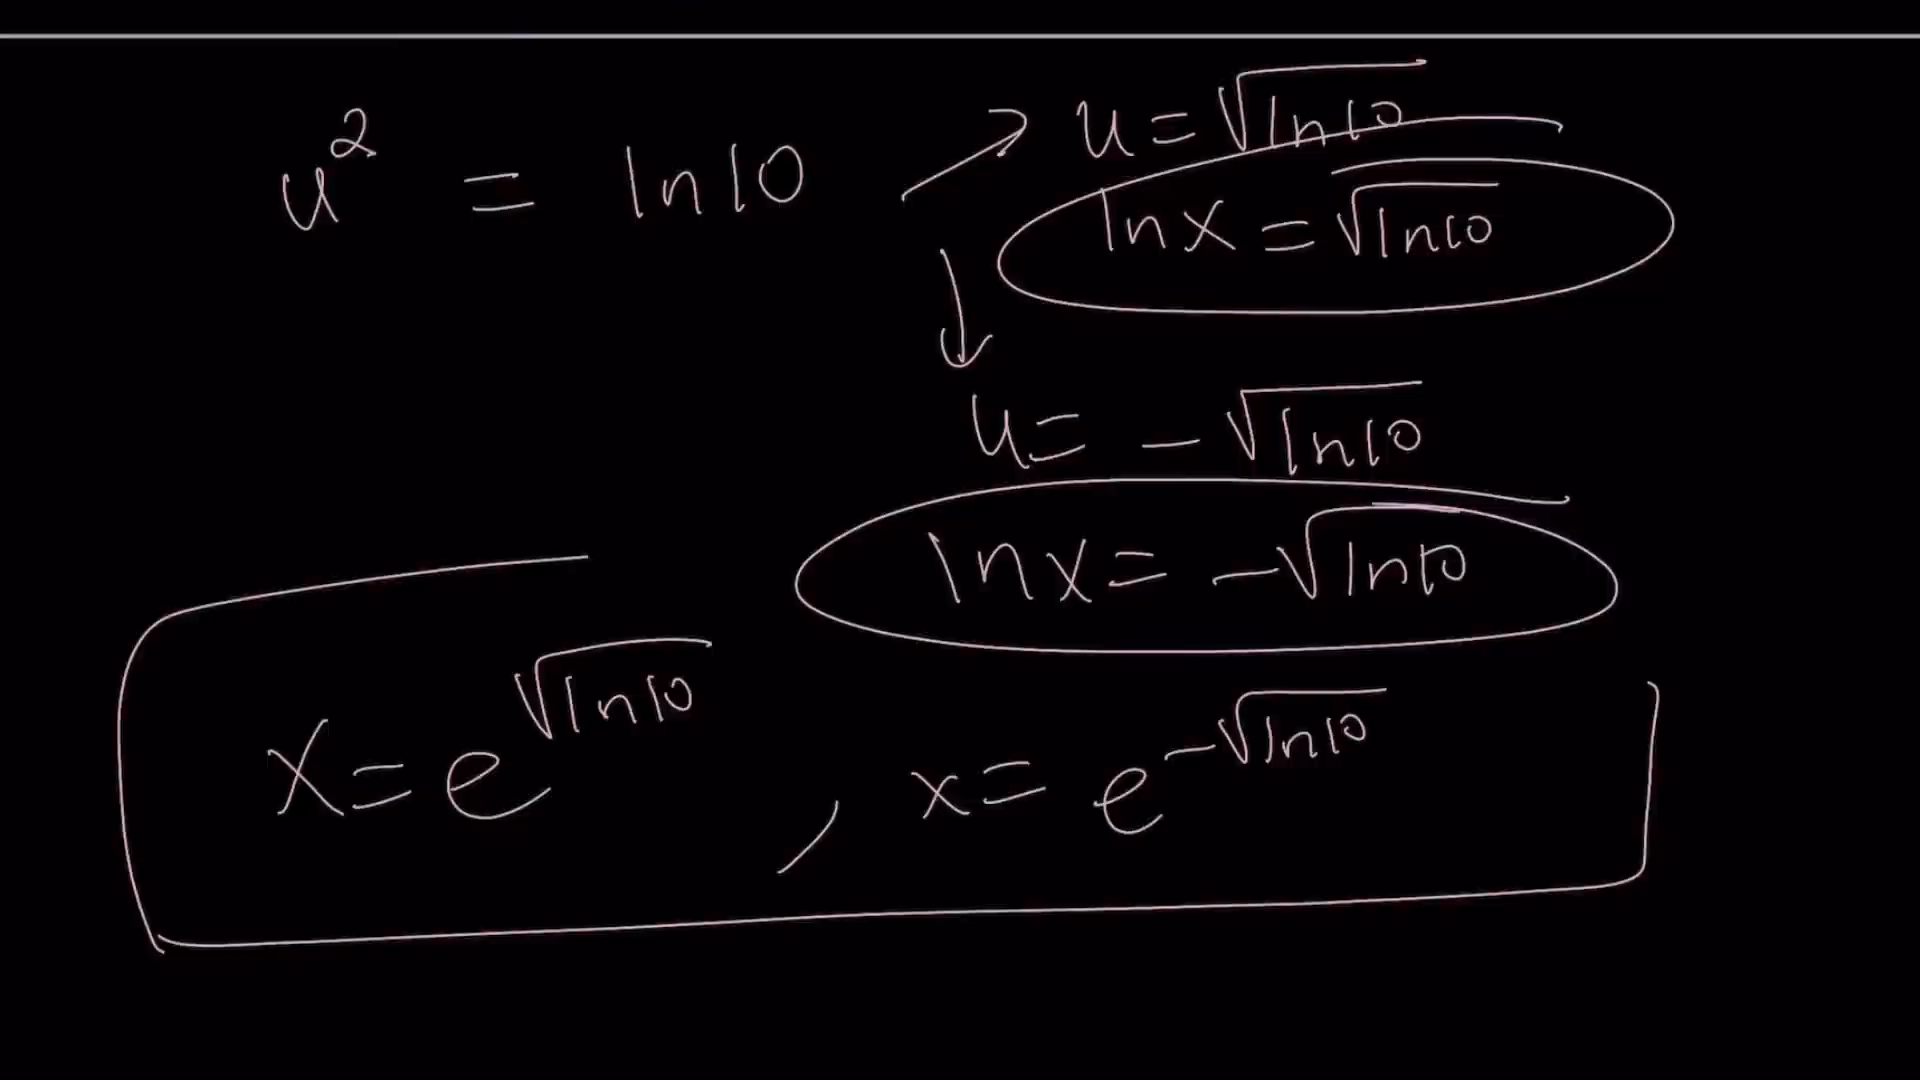 u² = ln10
u = √ln10
ln x = √ln10
u = - √ln10
ln x = -√ln10
x = e^√ln10 , x = e^-√ln10